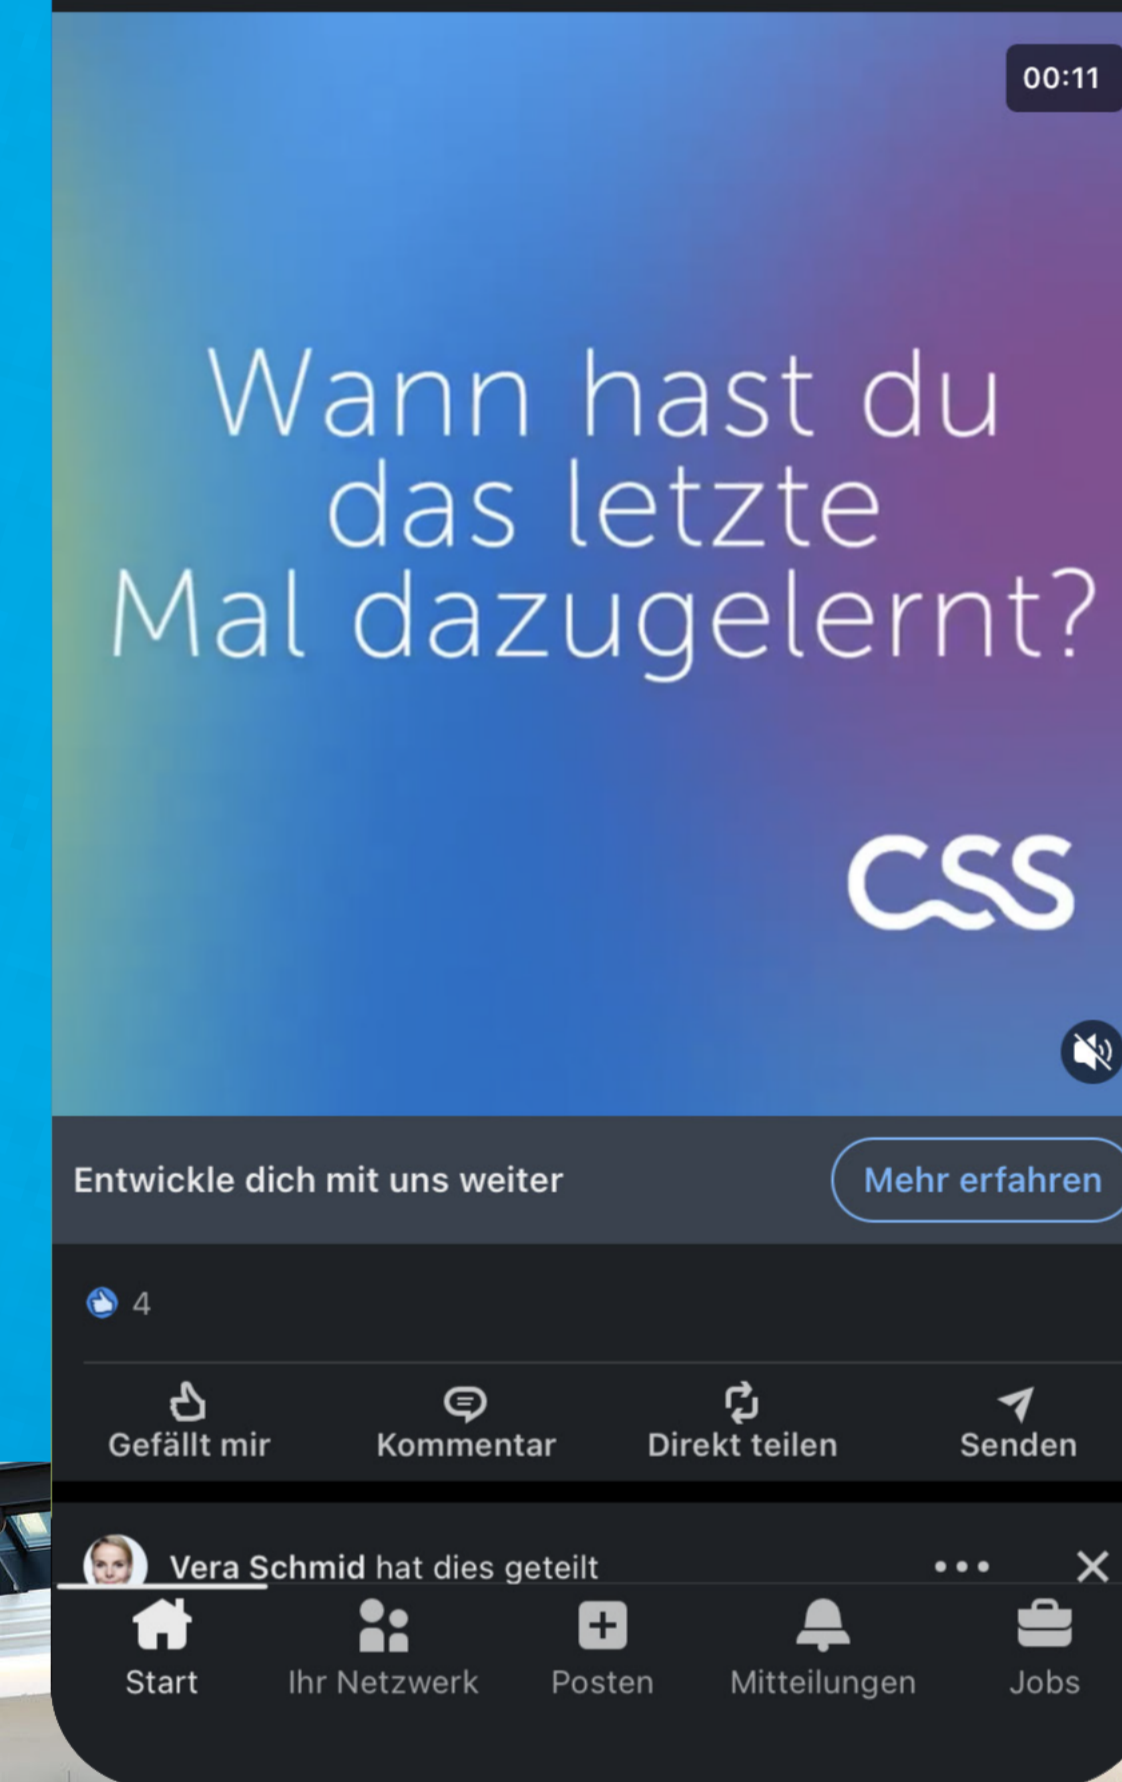 00:11
Wann hast du
das letzte
Mal dazugelernt?
CSS
Entwickle dich mit uns weiter
Mehr erfahren
4
Gefällt mir
Kommentar
Direkt teilen
Senden
Vera Schmid hat dies geteilt
Start
Ihr Netzwerk
Posten
Mitteilungen
Jobs